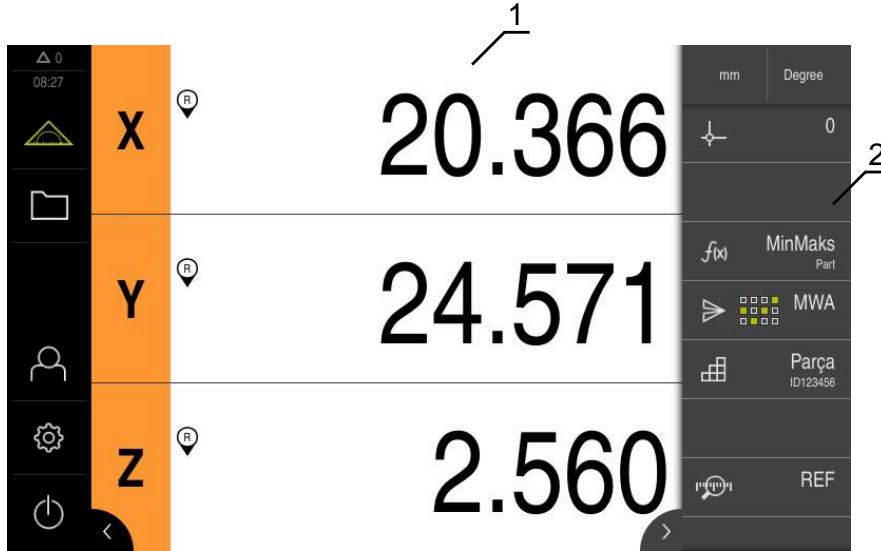 1
0
08:27
X
R
20.366
mm
Degree
0
2
Y
R
24.571
f(x)
MinMaks
Part
MWA
Parça
ID123456
Z
R
2.560
REF